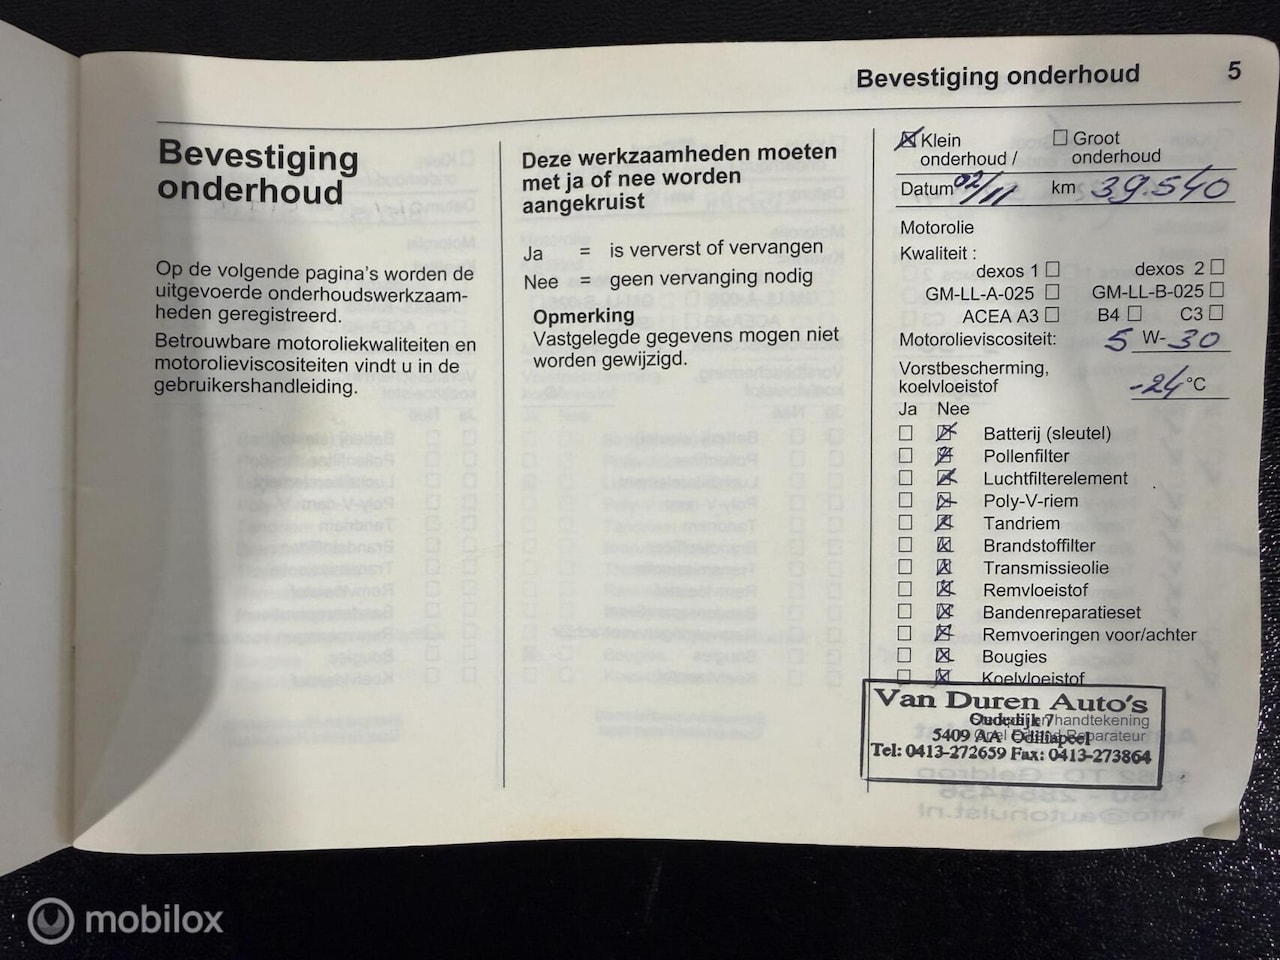 Bevestiging onderhoud 5
Bevestiging
onderhoud
Op de volgende pagina's worden de
uitgevoerde onderhoudswerkzaam-
heden geregistreerd.
Betrouwbare motoroliekwaliteiten en
motorolieviscositeiten vindt u in de
gebruikershandleiding.
Deze werkzaamheden moeten
met ja of nee worden
aangekruist
Ja = is ververst of vervangen
Nee = geen vervanging nodig
Opmerking
Vastgelegde gegevens mogen niet
worden gewijzigd.
Klein Groot
onderhoud / onderhoud
Datum 02/11 km 39.540
Motorolie
Kwaliteit :
dexos 1 dexos 2
GM-LL-A-025 GM-LL-B-025
ACEA A3 B4 C3
Motorolieviscositeit: 5 W-30
Vorstbescherming,
koelvloeistof -24 °C
Ja Nee
Batterij (sleutel)
Pollenfilter
Luchtfilterelement
Poly-V-riem
Tandriem
Brandstoffilter
Transmissieolie
Remvloeistof
Bandenreparatieset
Remvoeringen voor/achter
Bougies
Koelvloeistof
Van Duren Auto's
Oudedijk 7
handtekening
5409 AA Odiliapeel
Reparateur
Tel: 0413-272659 Fax: 0413-273864
mobilox